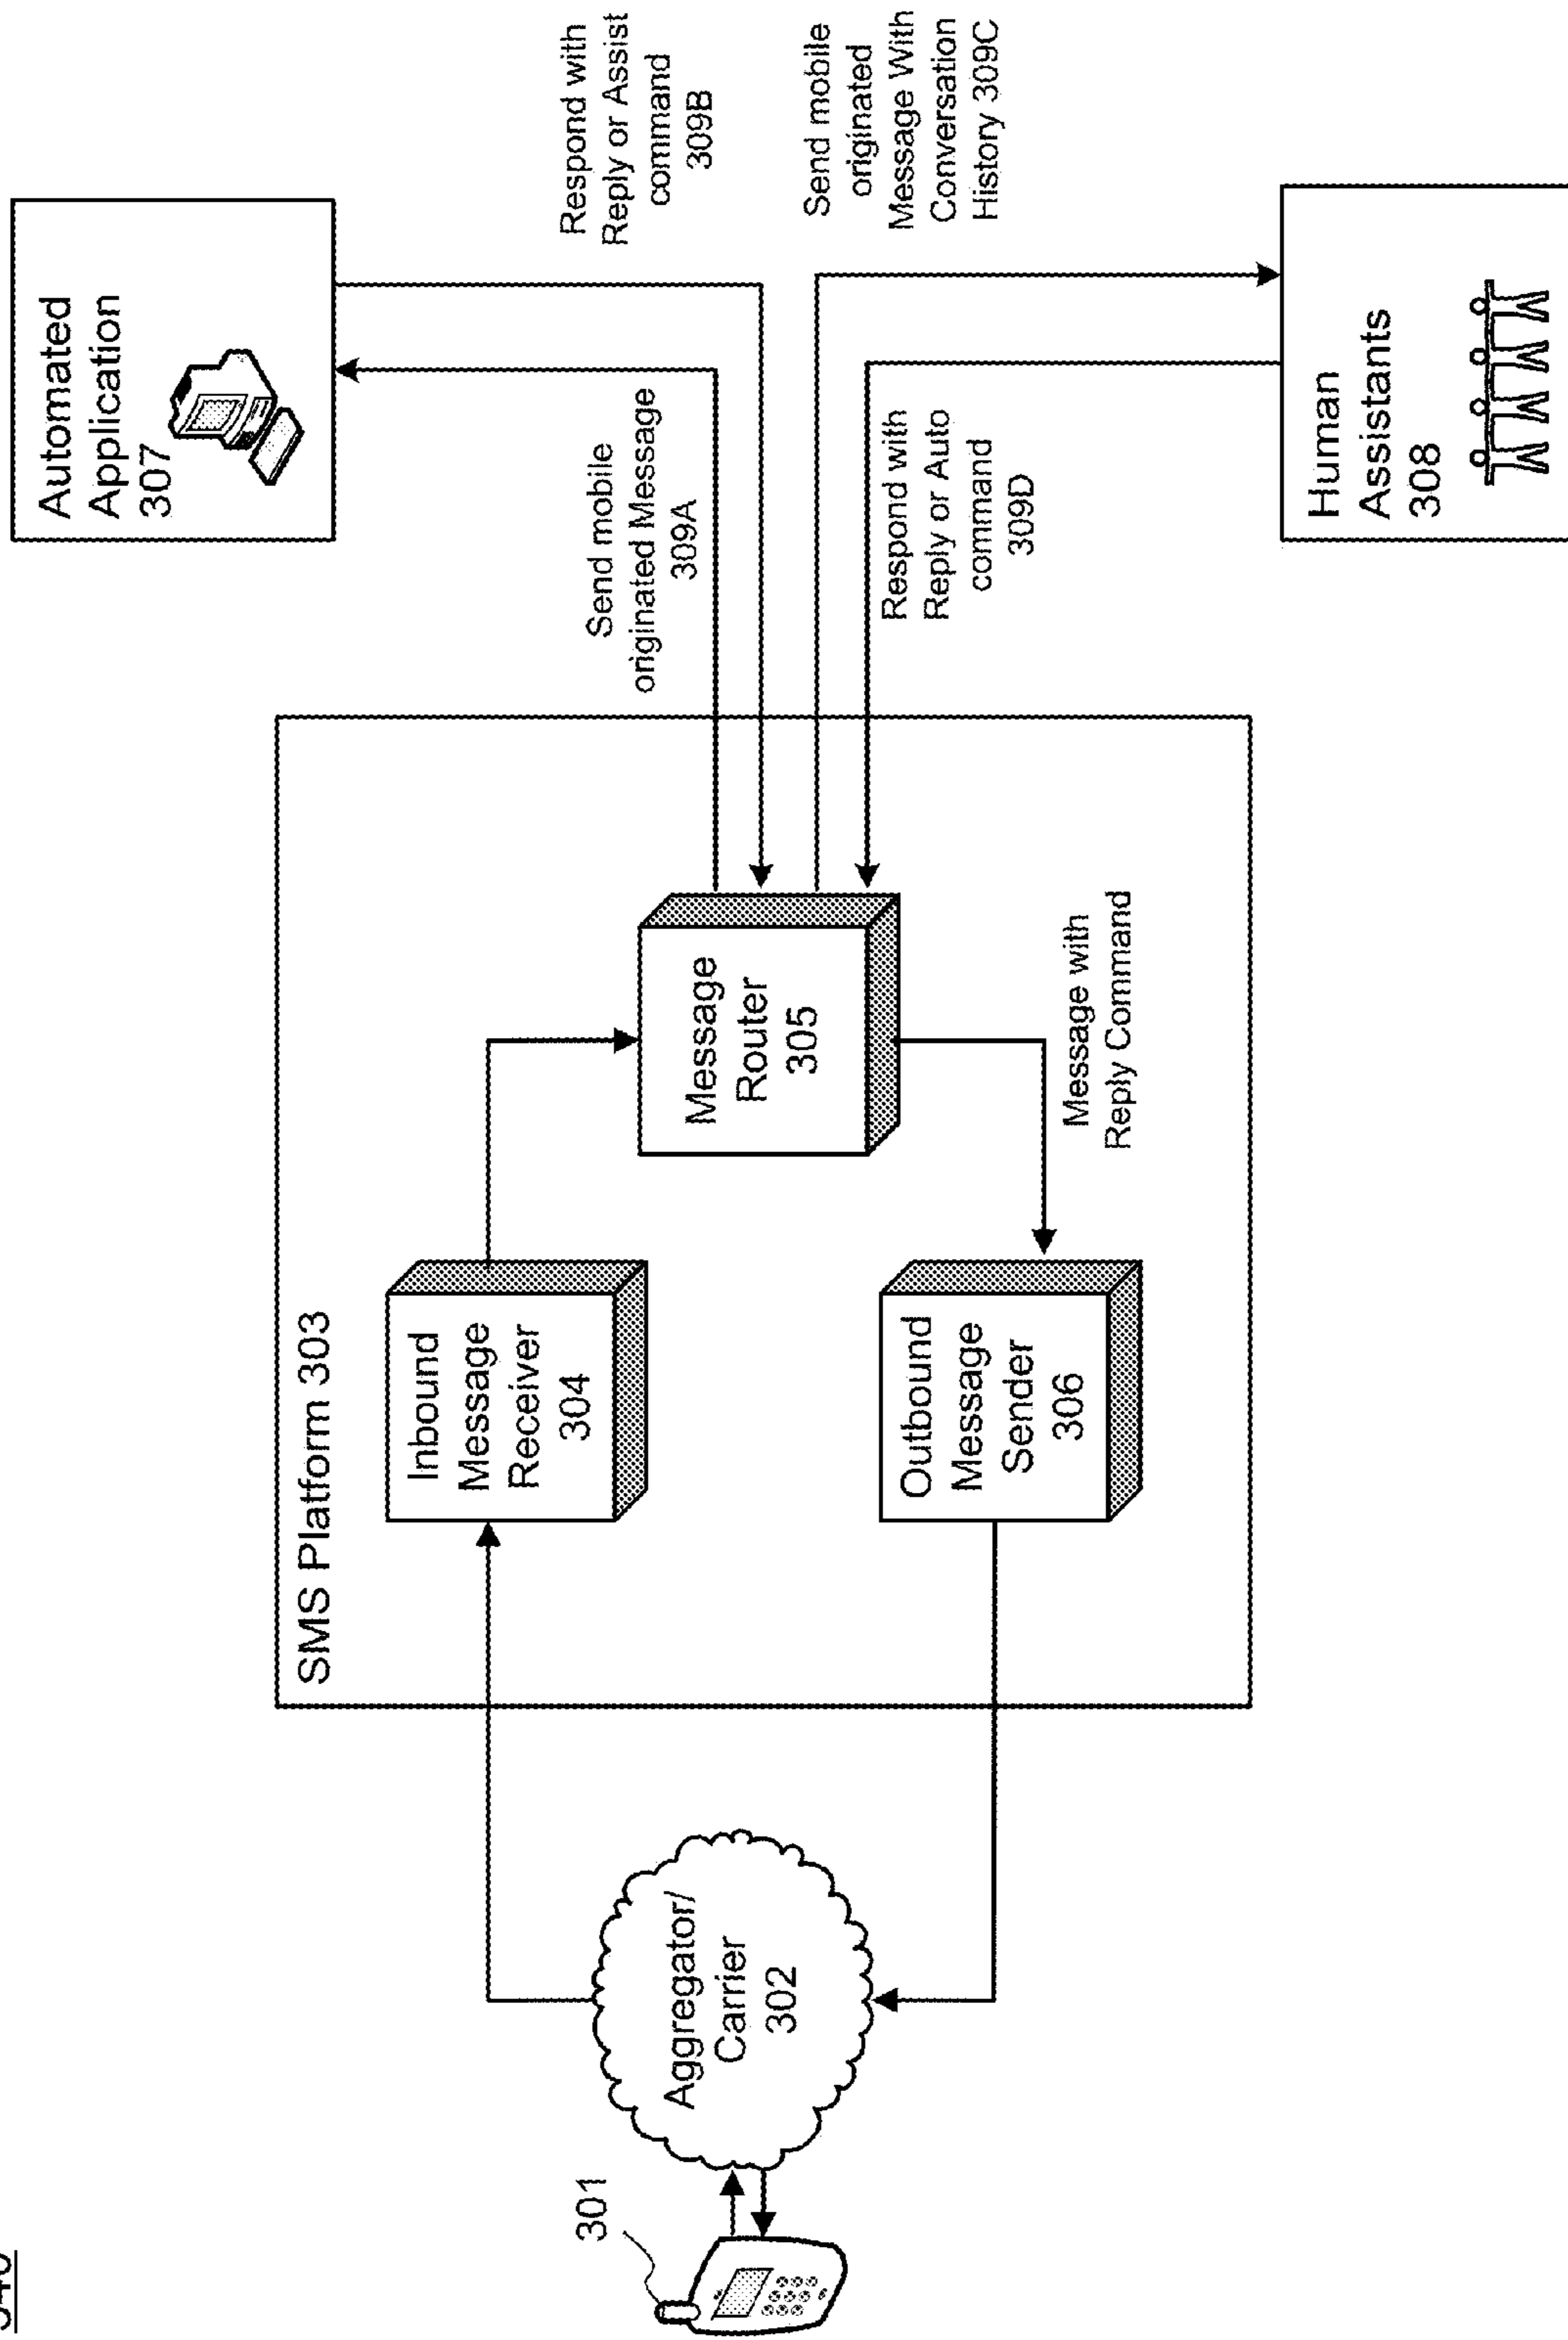 SMS Platform 303
301
Aggregator/
Carrier
302
Inbound
Message
Receiver
304
Outbound
Message
Sender
306
Message
Router
305
Message with
Reply Command
Send mobile
originated Message
309A
Respond with
Reply or Assist
command
309B
Send mobile
originated
Message With
Conversation
History 309C
Respond with
Reply or Auto
command
309D
Automated
Application
307
Human
Assistants
308